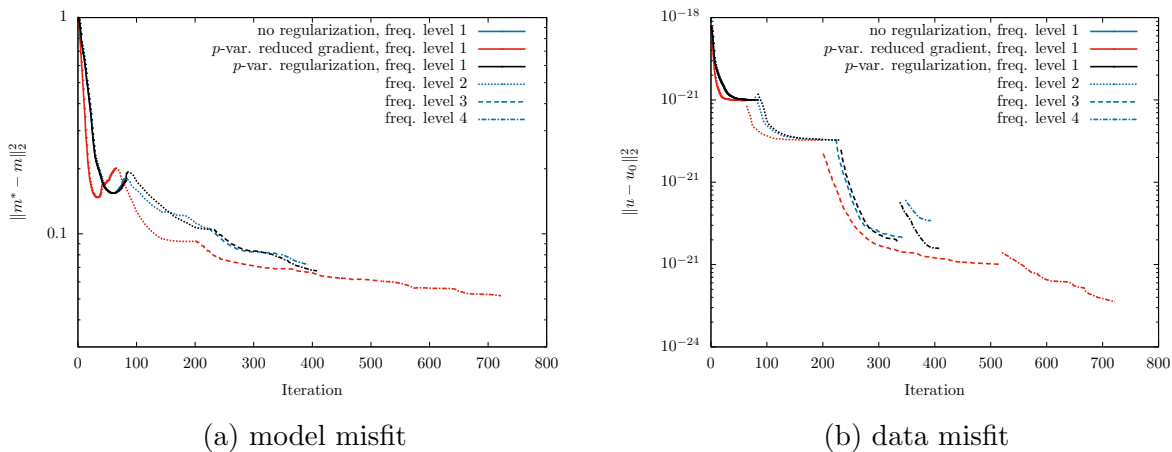 1
0.1
‖m* − m‖₂²
no regularization, freq. level 1
p-var. reduced gradient, freq. level 1
p-var. regularization, freq. level 1
freq. level 2
freq. level 3
freq. level 4
0 100 200 300 400 500 600 700 800
Iteration
(a) model misfit
10⁻¹⁸
10⁻²¹
10⁻²¹
10⁻²¹
10⁻²⁴
‖u − u₀‖₂²
no regularization, freq. level 1
p-var. reduced gradient, freq. level 1
p-var. regularization, freq. level 1
freq. level 2
freq. level 3
freq. level 4
0 100 200 300 400 500 600 700 800
Iteration
(b) data misfit